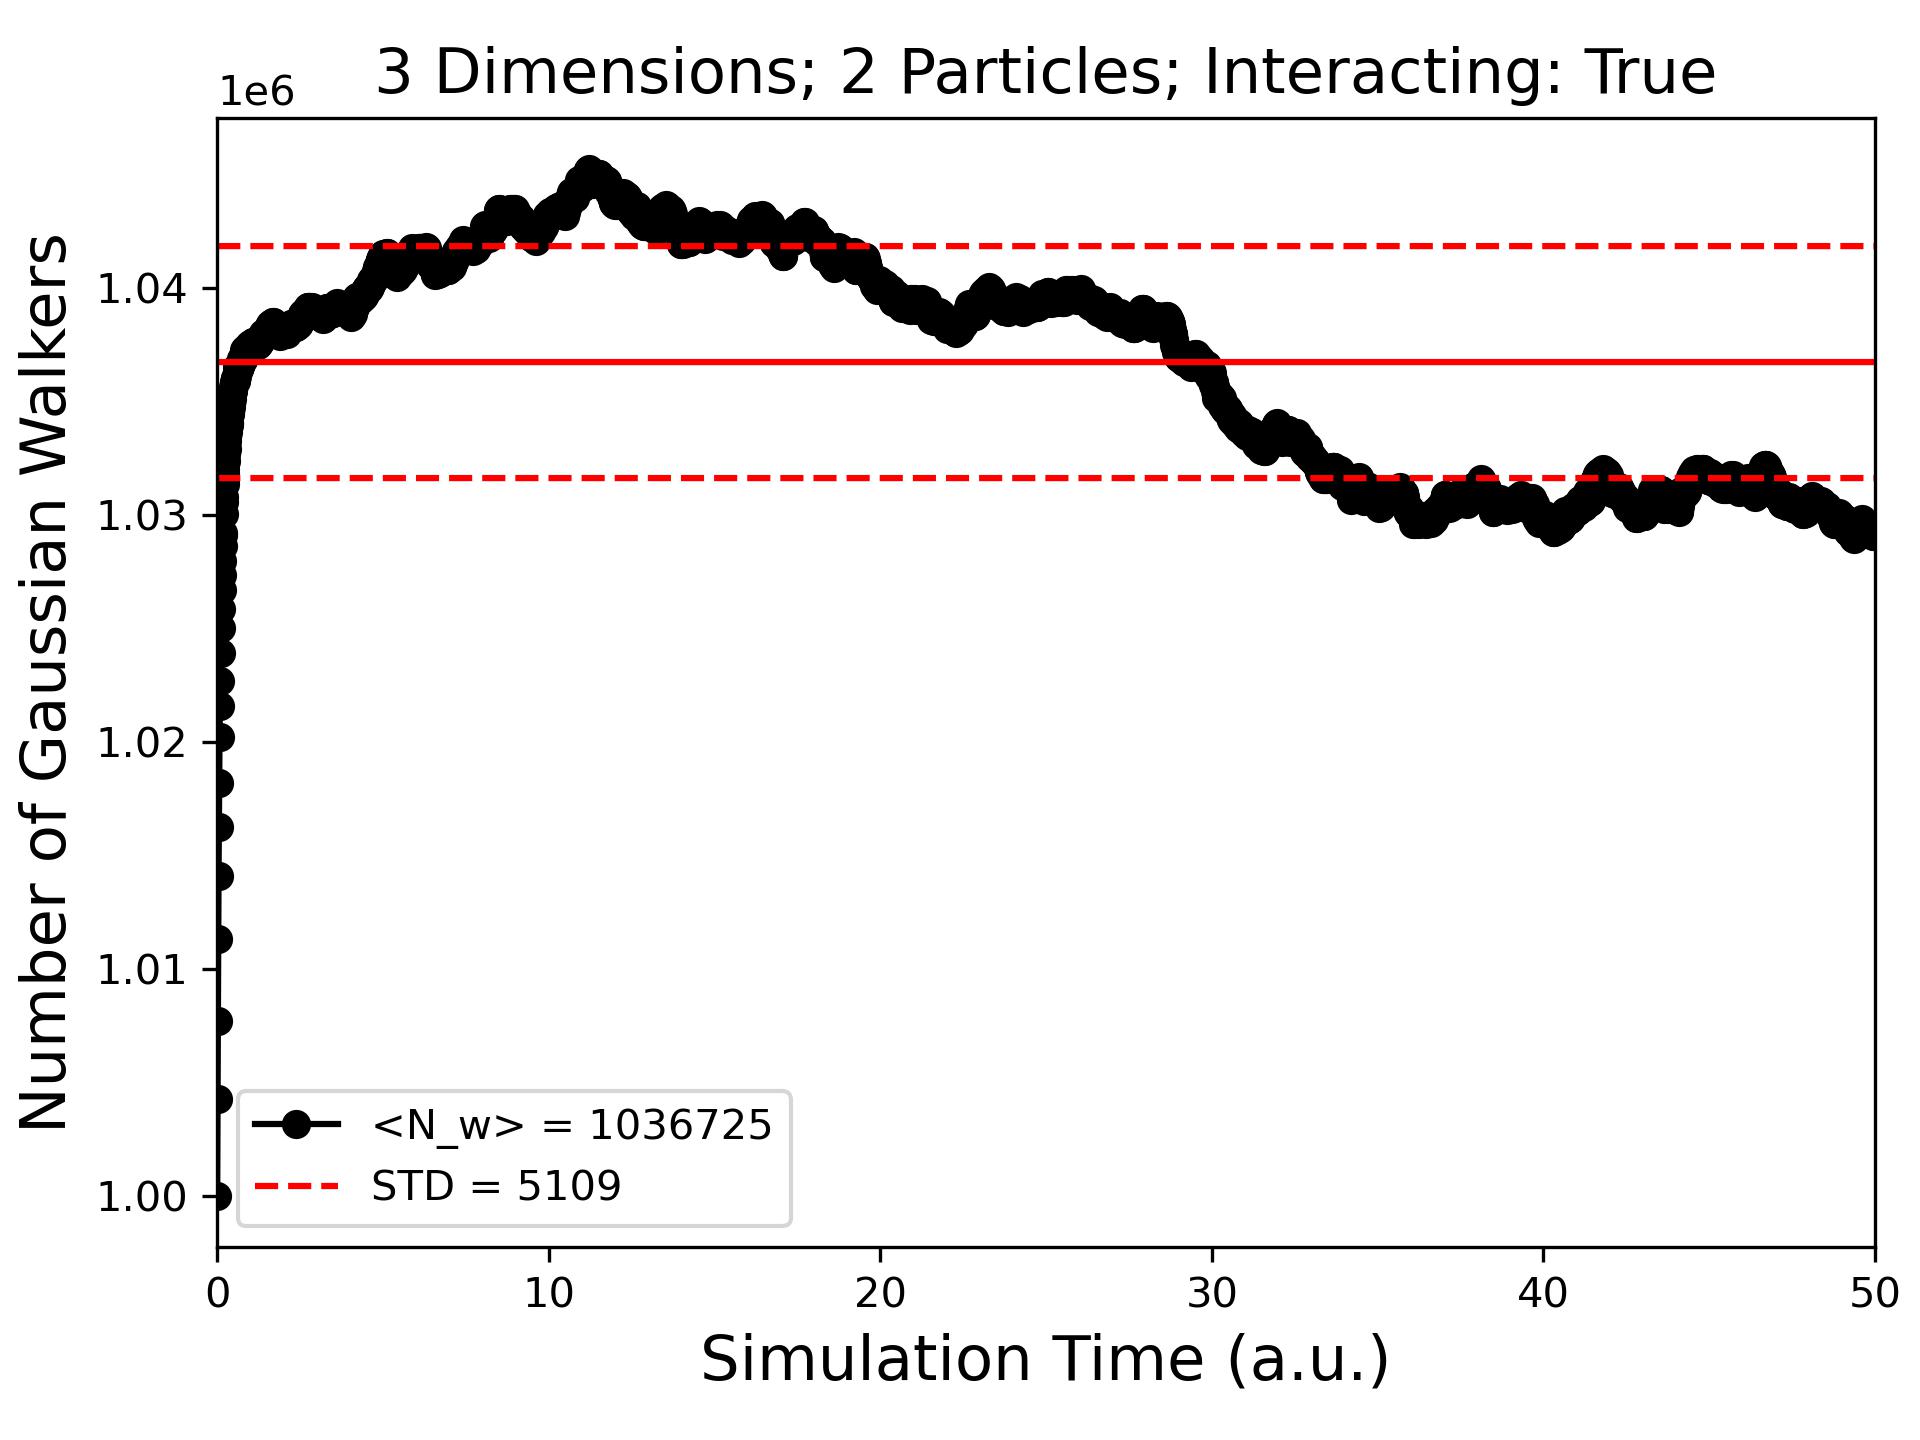 3 Dimensions; 2 Particles; Interacting: True
1e6
Number of Gaussian Walkers
1.04
1.03
1.02
1.01
1.00
<N_w> = 1036725
STD = 5109
0 10 20 30 40 50
Simulation Time (a.u.)